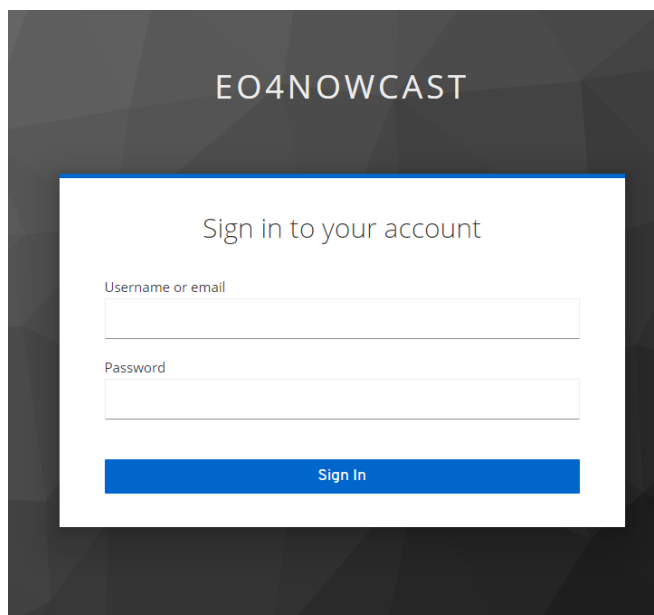 EO4NOWCAST
Sign in to your account
Username or email
Password
Sign In